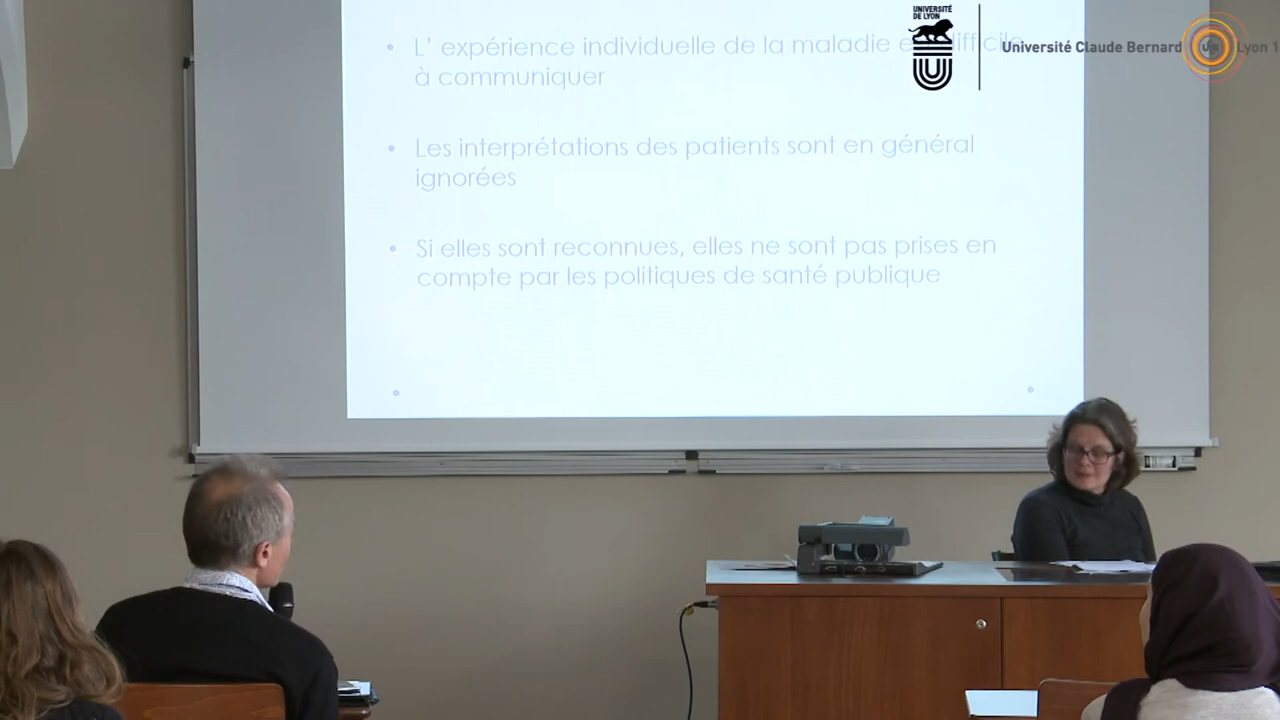 UNIVERSITÉ
DE LYON
Université Claude Bernard Lyon 1
• L' expérience individuelle de la maladie est difficile
à communiquer
• Les interprétations des patients sont en général
ignorées
• Si elles sont reconnues, elles ne sont pas prises en
compte par les politiques de santé publique